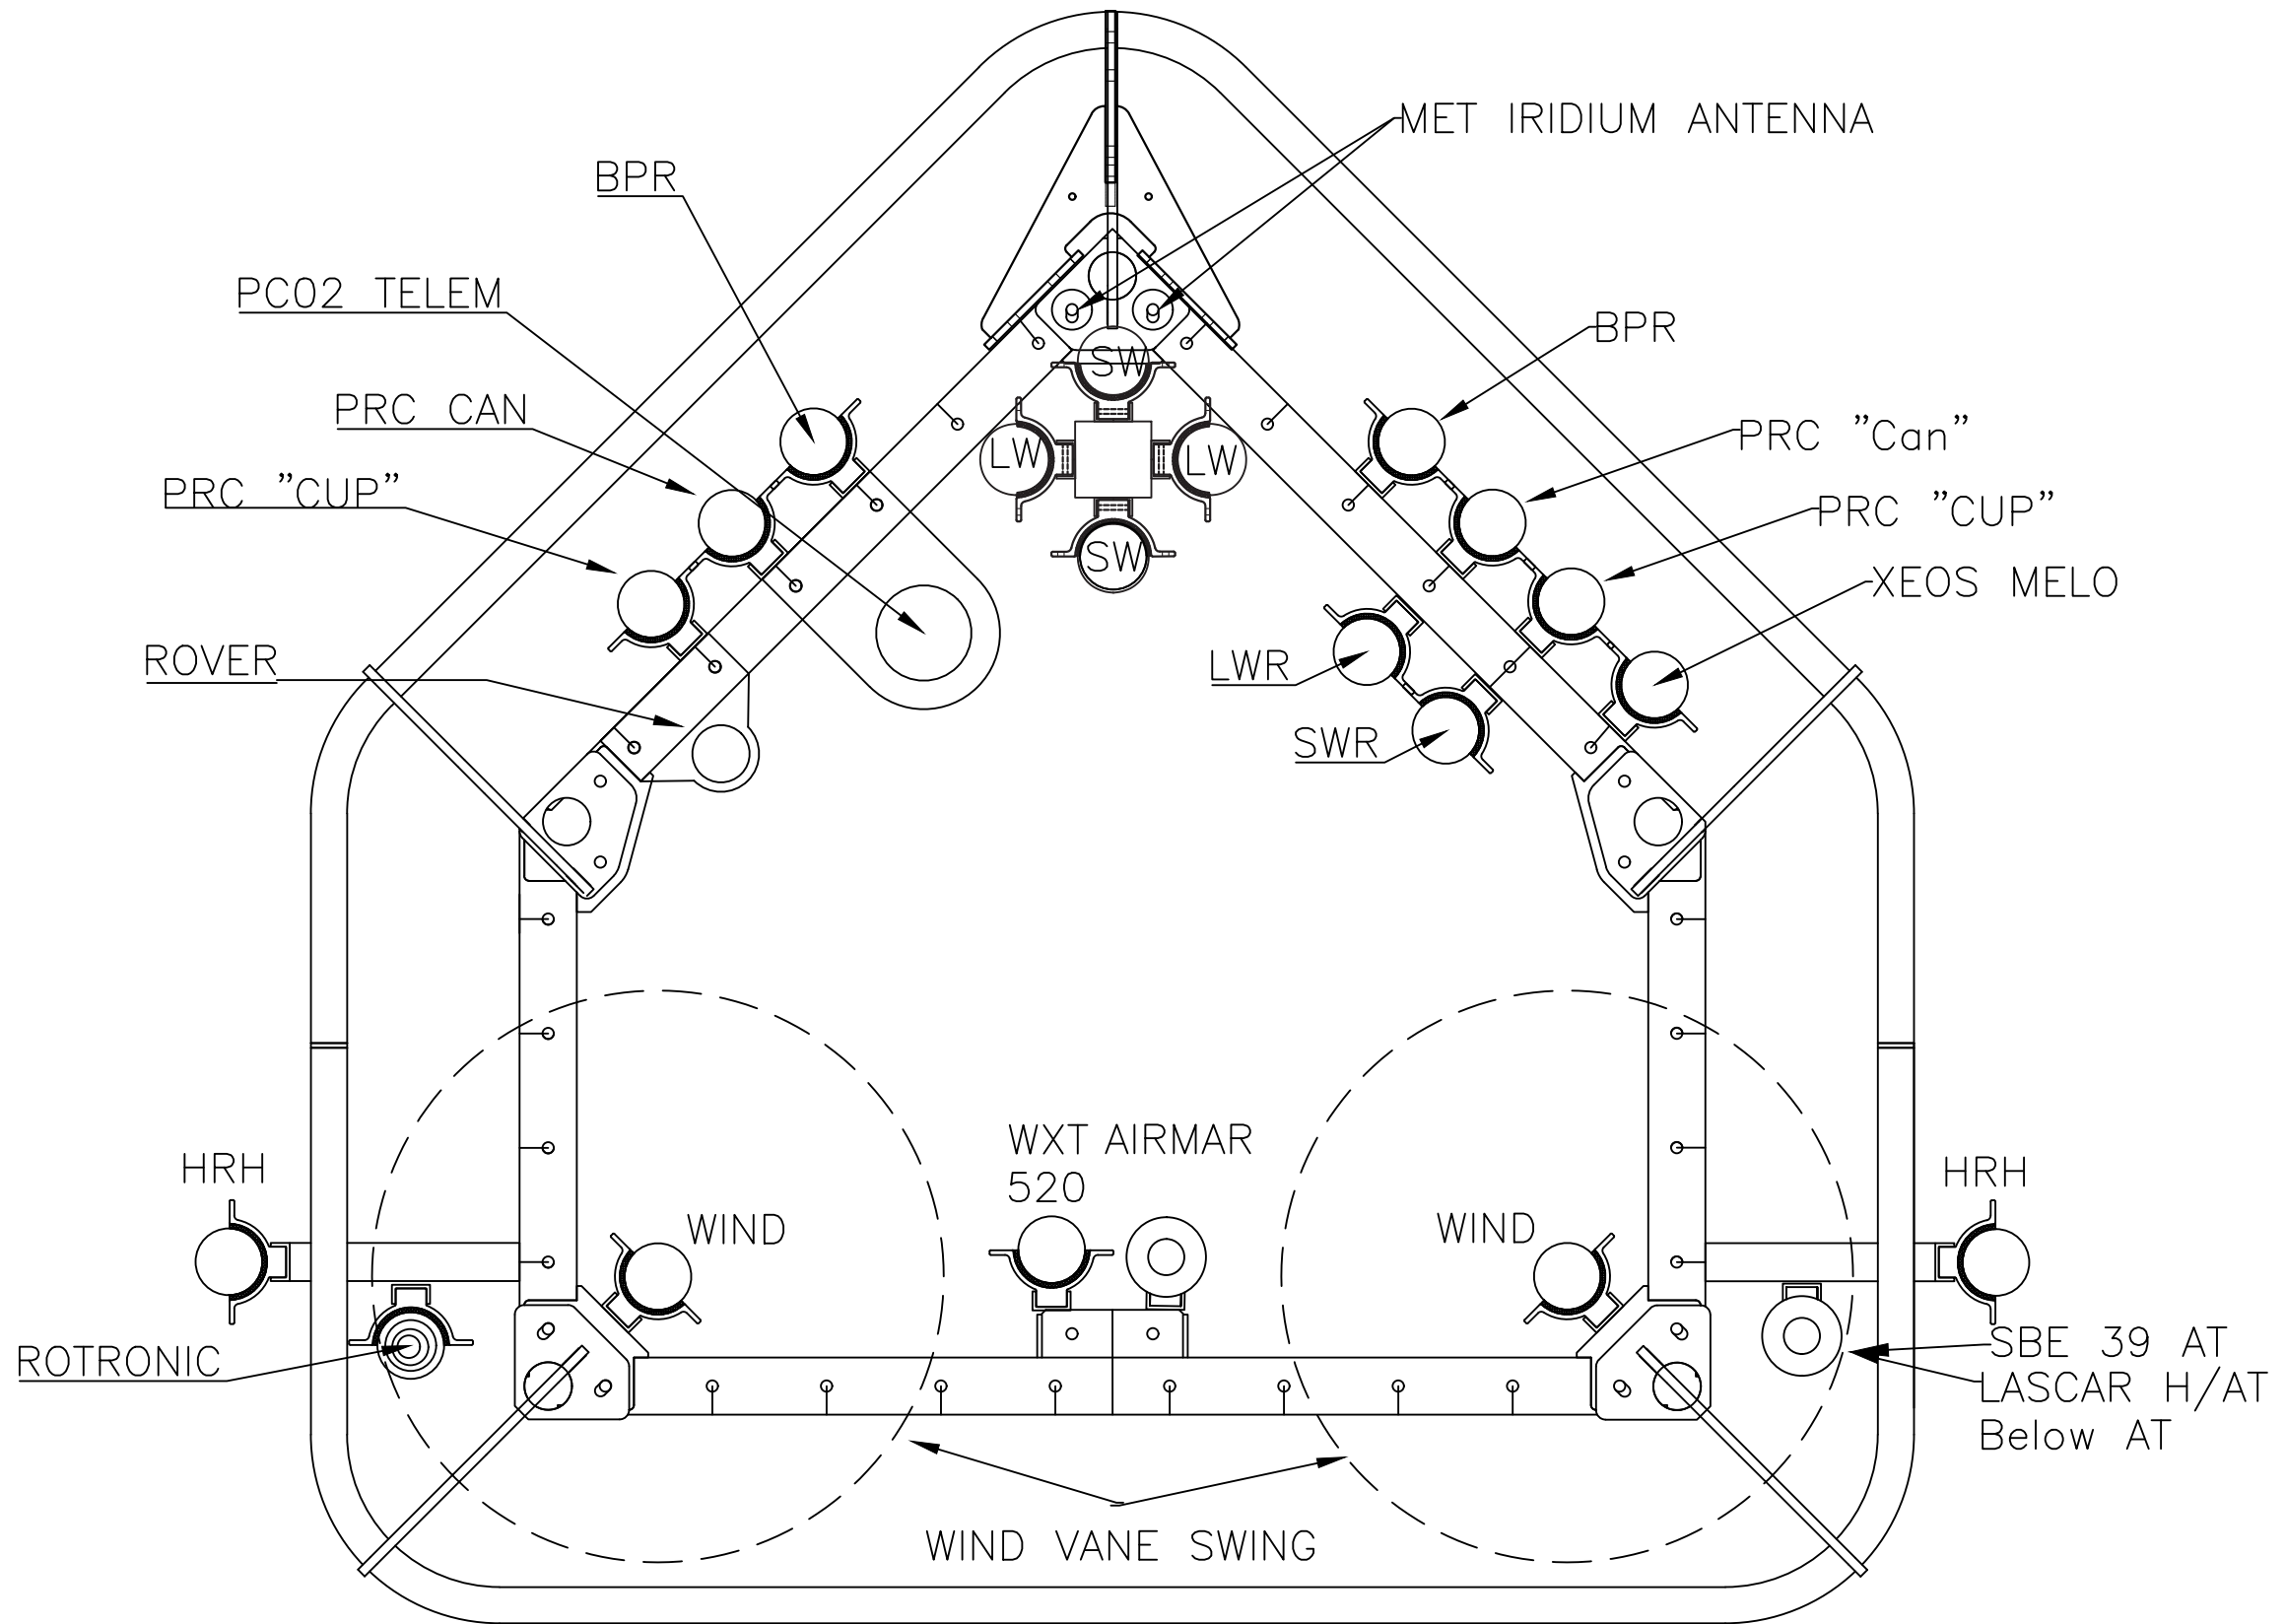 MET IRIDIUM ANTENNA
BPR
PC02 TELEM
BPR
SW
PRC CAN
PRC "Can"
LW
LW
PRC "CUP"
PRC "CUP"
SW
XEOS MELO
ROVER
LWR
SWR
WXT AIRMAR
520
HRH
HRH
WIND
WIND
ROTRONIC
SBE 39 AT
LASCAR H/AT
Below AT
WIND VANE SWING